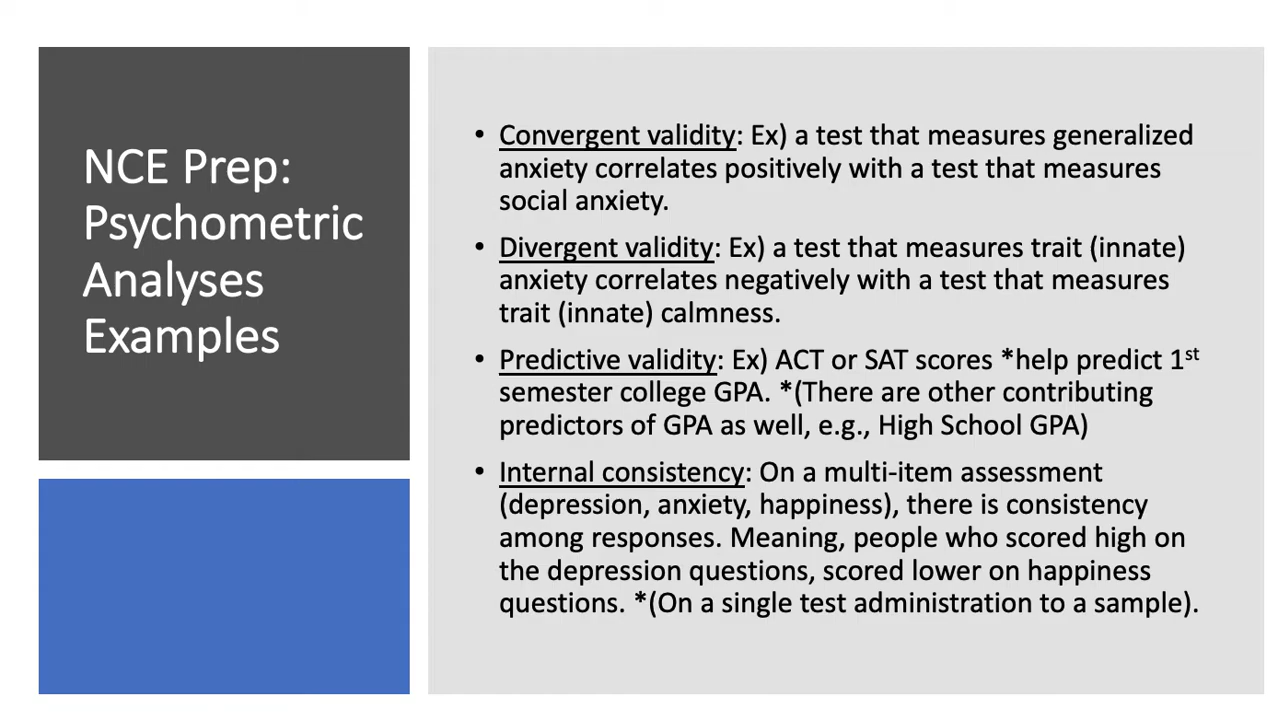 NCE Prep:
Psychometric
Analyses
Examples
• Convergent validity: Ex) a test that measures generalized
anxiety correlates positively with a test that measures
social anxiety.
• Divergent validity: Ex) a test that measures trait (innate)
anxiety correlates negatively with a test that measures
trait (innate) calmness.
• Predictive validity: Ex) ACT or SAT scores *help predict 1st
semester college GPA. *(There are other contributing
predictors of GPA as well, e.g., High School GPA)
• Internal consistency: On a multi-item assessment
(depression, anxiety, happiness), there is consistency
among responses. Meaning, people who scored high on
the depression questions, scored lower on happiness
questions. *(On a single test administration to a sample).